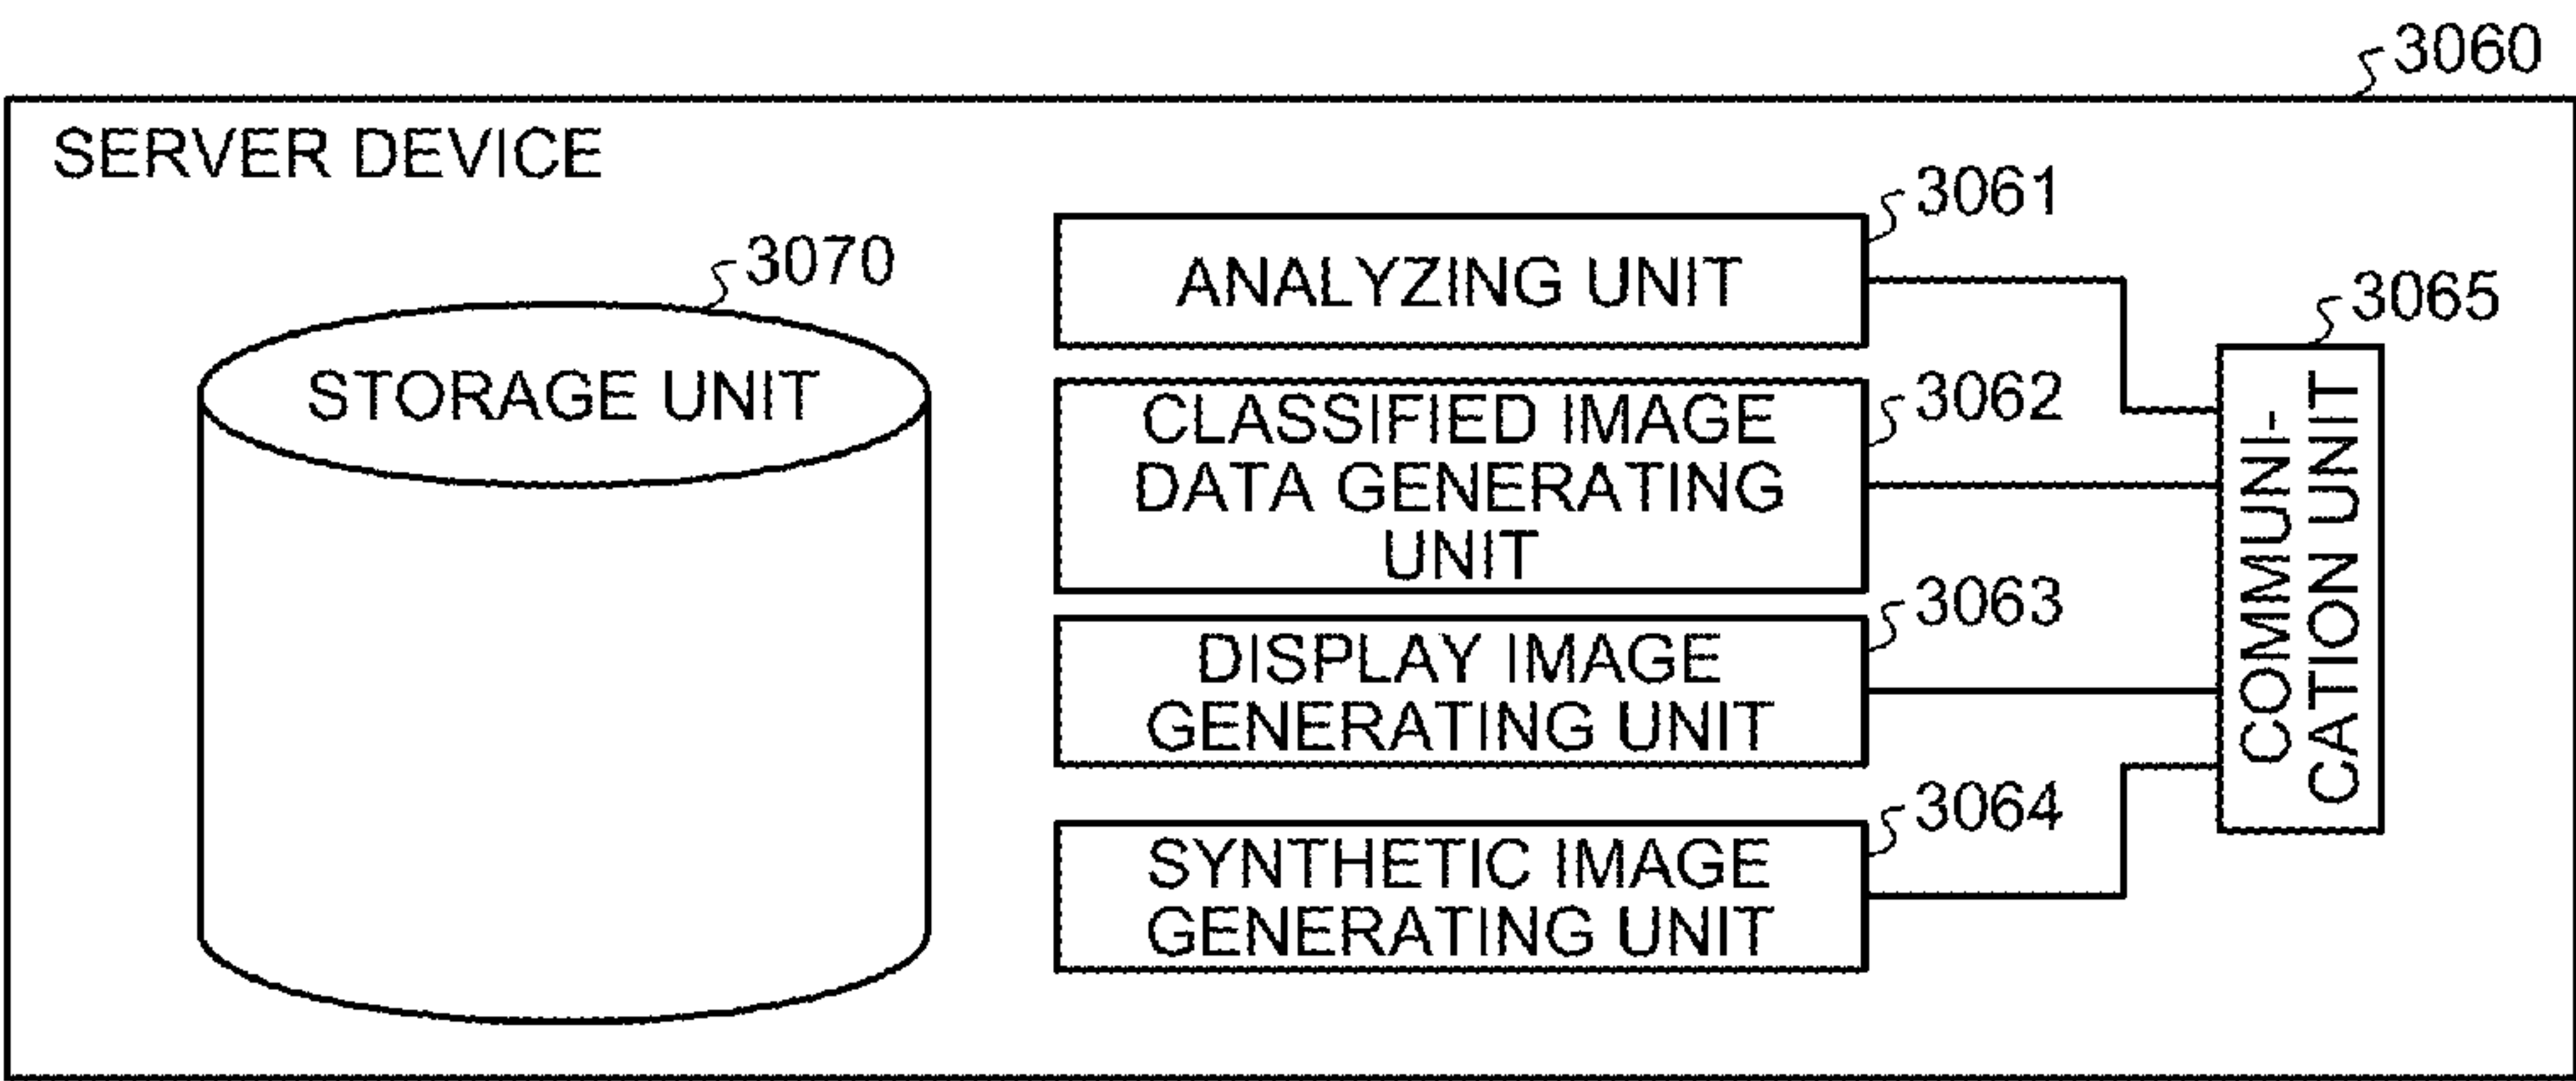 3060
SERVER DEVICE
3070
STORAGE UNIT
3061
ANALYZING UNIT
3062
CLASSIFIED IMAGE
DATA GENERATING
UNIT
3063
DISPLAY IMAGE
GENERATING UNIT
3064
SYNTHETIC IMAGE
GENERATING UNIT
3065
COMMUNI-
CATION UNIT